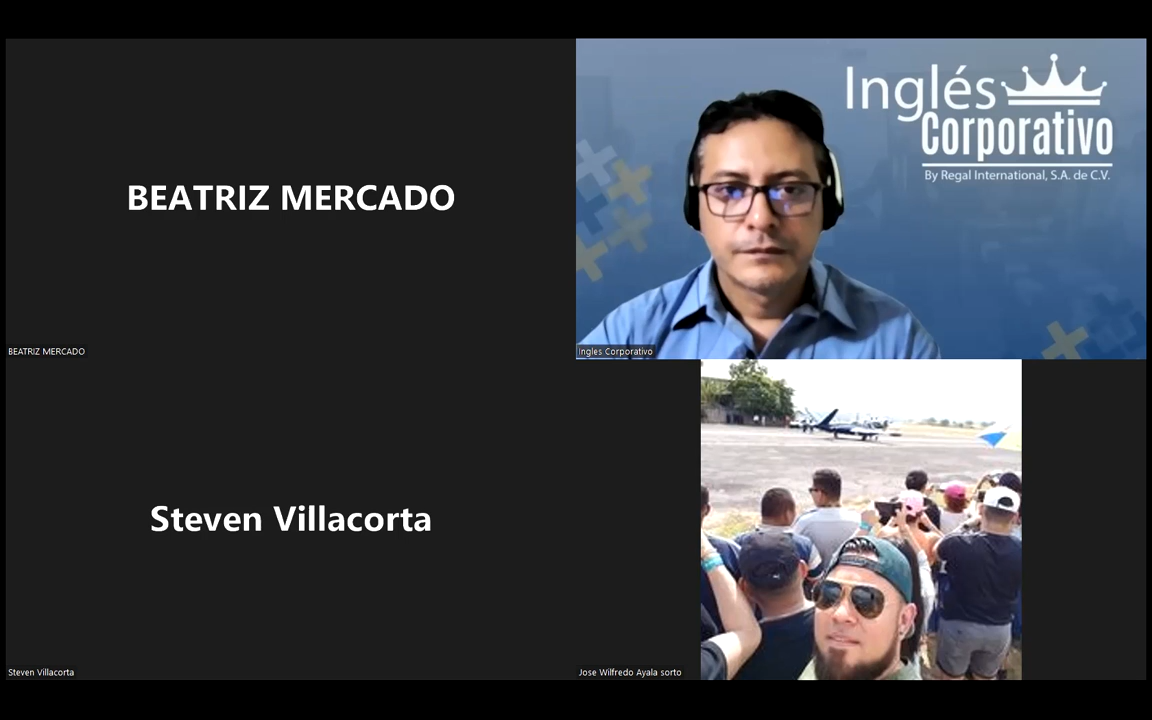 BEATRIZ MERCADO
BEATRIZ MERCADO
Inglés
Corporativo
By Regal International, S.A. de C.V.
Ingles Corporativo
Steven Villacorta
Steven Villacorta
Jose Wilfredo Ayala sorto